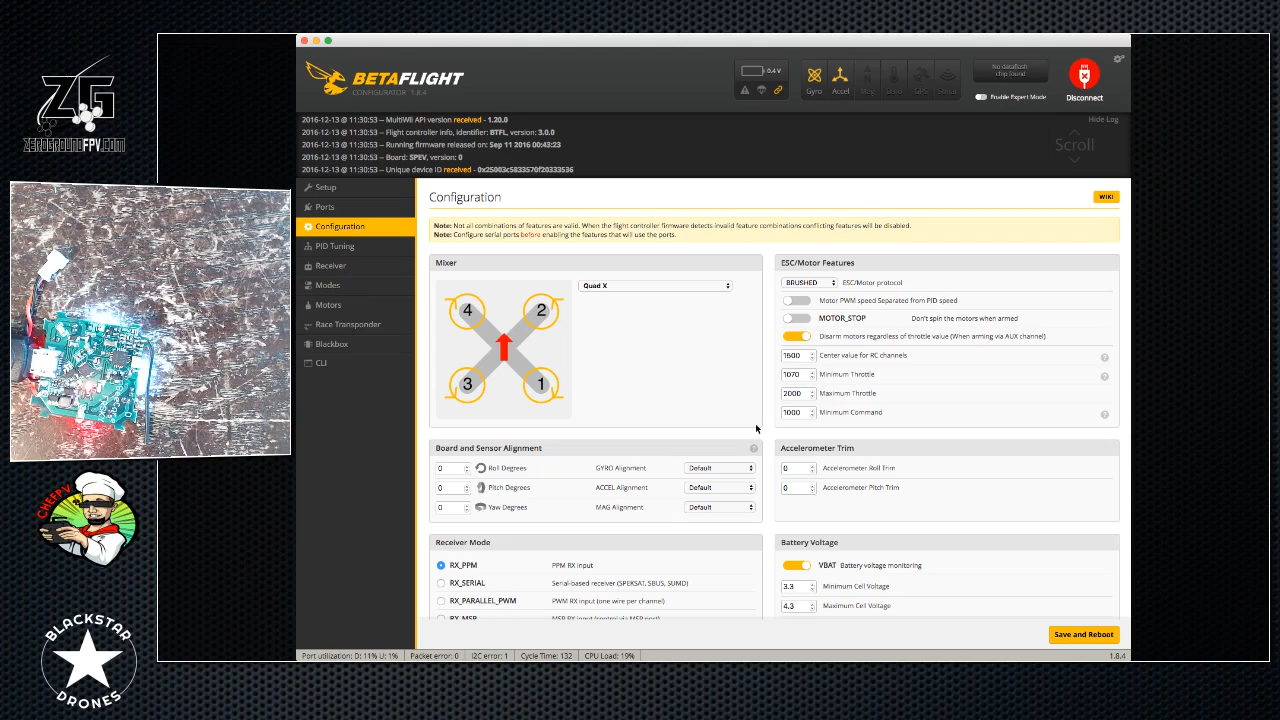 ZG
ZEROGROUNDFPV.COM
CHEFPV
BLACKSTAR
DRONES
BETAFLIGHT
CONFIGURATOR 1.8.4
0.4 V
Gyro
Accel
Mag
Baro
GPS
Sonar
No dataflash
chip found
Enable Expert Mode
Disconnect
2016-12-13 @ 11:30:53 -- MultiWii API version received - 1.20.0
2016-12-13 @ 11:30:53 -- Flight controller info, identifier: BTFL, version: 3.0.0
2016-12-13 @ 11:30:53 -- Running firmware released on: Sep 11 2016 00:43:23
2016-12-13 @ 11:30:53 -- Board: SPEV, version: 0
2016-12-13 @ 11:30:53 -- Unique device ID received - 0x25003c5833570f20333536
Hide Log
Scroll
Setup
Ports
Configuration
PID Tuning
Receiver
Modes
Motors
Race Transponder
Blackbox
CLI
Configuration
WIKI
Note: Not all combinations of features are valid. When the flight controller firmware detects invalid feature combinations conflicting features will be disabled.
Note: Configure serial ports before enabling the features that will use the ports.
Mixer
4
2
3
1
Quad X
ESC/Motor Features
BRUSHED ESC/Motor protocol
Motor PWM speed Separated from PID speed
MOTOR_STOP Don't spin the motors when armed
Disarm motors regardless of throttle value (When arming via AUX channel)
1500 Center value for RC channels
1070 Minimum Throttle
2000 Maximum Throttle
1000 Minimum Command
Board and Sensor Alignment
0 Roll Degrees GYRO Alignment Default
0 Pitch Degrees ACCEL Alignment Default
0 Yaw Degrees MAG Alignment Default
Accelerometer Trim
0 Accelerometer Roll Trim
0 Accelerometer Pitch Trim
Receiver Mode
RX_PPM PPM RX input
RX_SERIAL Serial-based receiver (SPEKSAT, SBUS, SUMD)
RX_PARALLEL_PWM PWM RX input (one wire per channel)
RX_MSP MSP RX input (control via MSP port)
Battery Voltage
VBAT Battery voltage monitoring
3.3 Minimum Cell Voltage
4.3 Maximum Cell Voltage
Save and Reboot
Port utilization: D: 11% U: 1% Packet error: 0 I2C error: 1 Cycle Time: 132 CPU Load: 19% 1.8.4